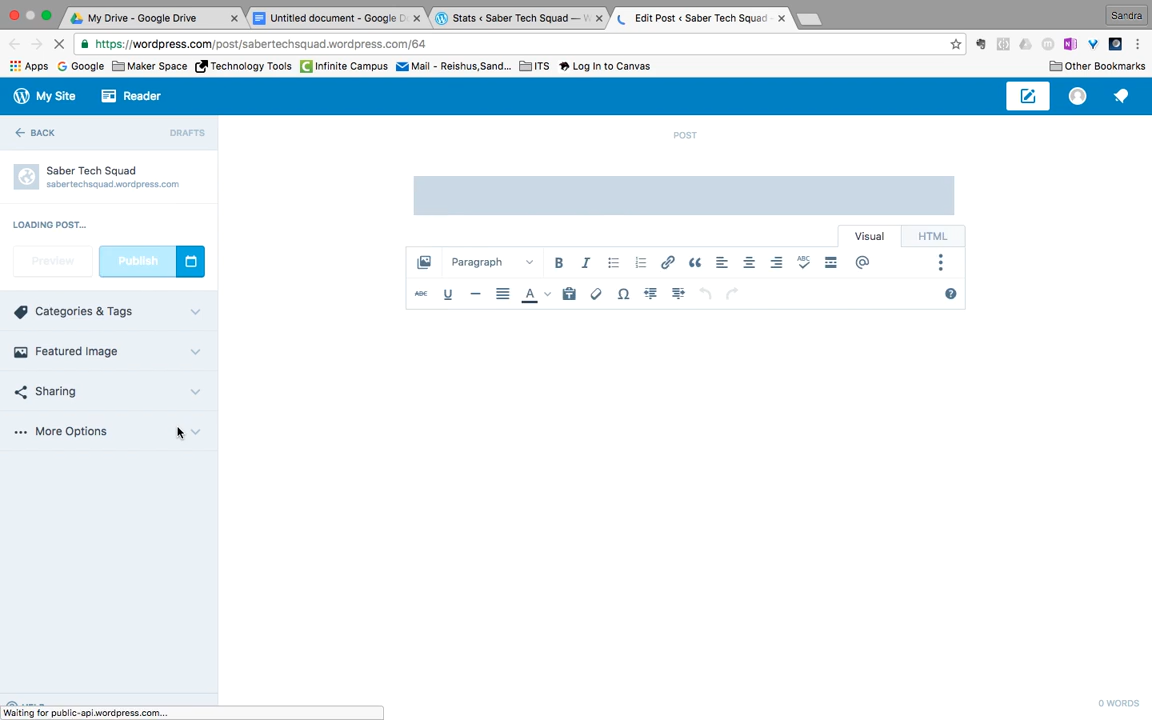 My Drive - Google Drive
Untitled document - Google D
Stats ‹ Saber Tech Squad —
Edit Post ‹ Saber Tech Squad
Sandra
https://wordpress.com/post/sabertechsquad.wordpress.com/64
Apps Google Maker Space Technology Tools Infinite Campus Mail - Reishus,Sand... ITS Log In to Canvas Other Bookmarks
My Site Reader
BACK DRAFTS
POST
Saber Tech Squad
sabertechsquad.wordpress.com
LOADING POST...
Visual HTML
Preview Publish
Paragraph B I ABC
ABC U A Ω
Categories & Tags
Featured Image
Sharing
More Options
0 WORDS
Waiting for public-api.wordpress.com...